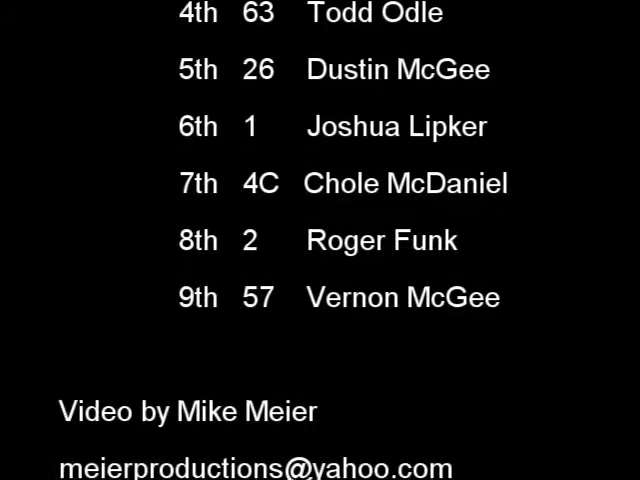 4th 63 Todd Odle
5th 26 Dustin McGee
6th 1 Joshua Lipker
7th 4C Chole McDaniel
8th 2 Roger Funk
9th 57 Vernon McGee
Video by Mike Meier
meierproductions@yahoo.com